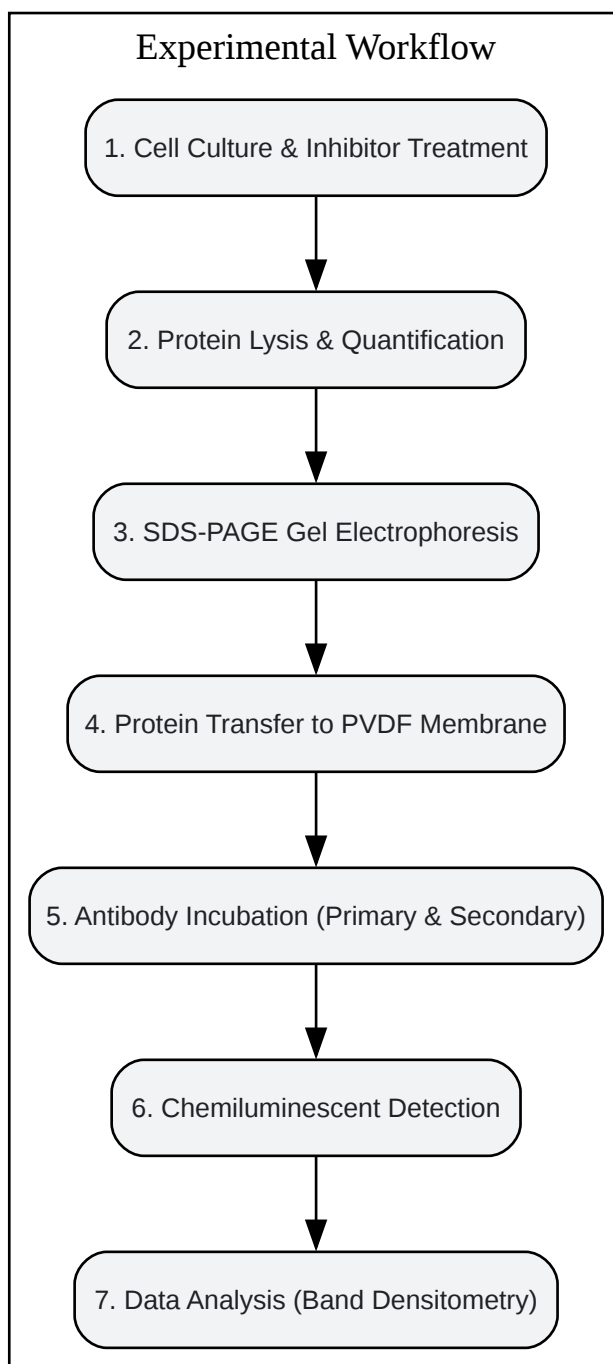 Experimental Workflow
1. Cell Culture & Inhibitor Treatment
2. Protein Lysis & Quantification
3. SDS-PAGE Gel Electrophoresis
4. Protein Transfer to PVDF Membrane
5. Antibody Incubation (Primary & Secondary)
6. Chemiluminescent Detection
7. Data Analysis (Band Densitometry)